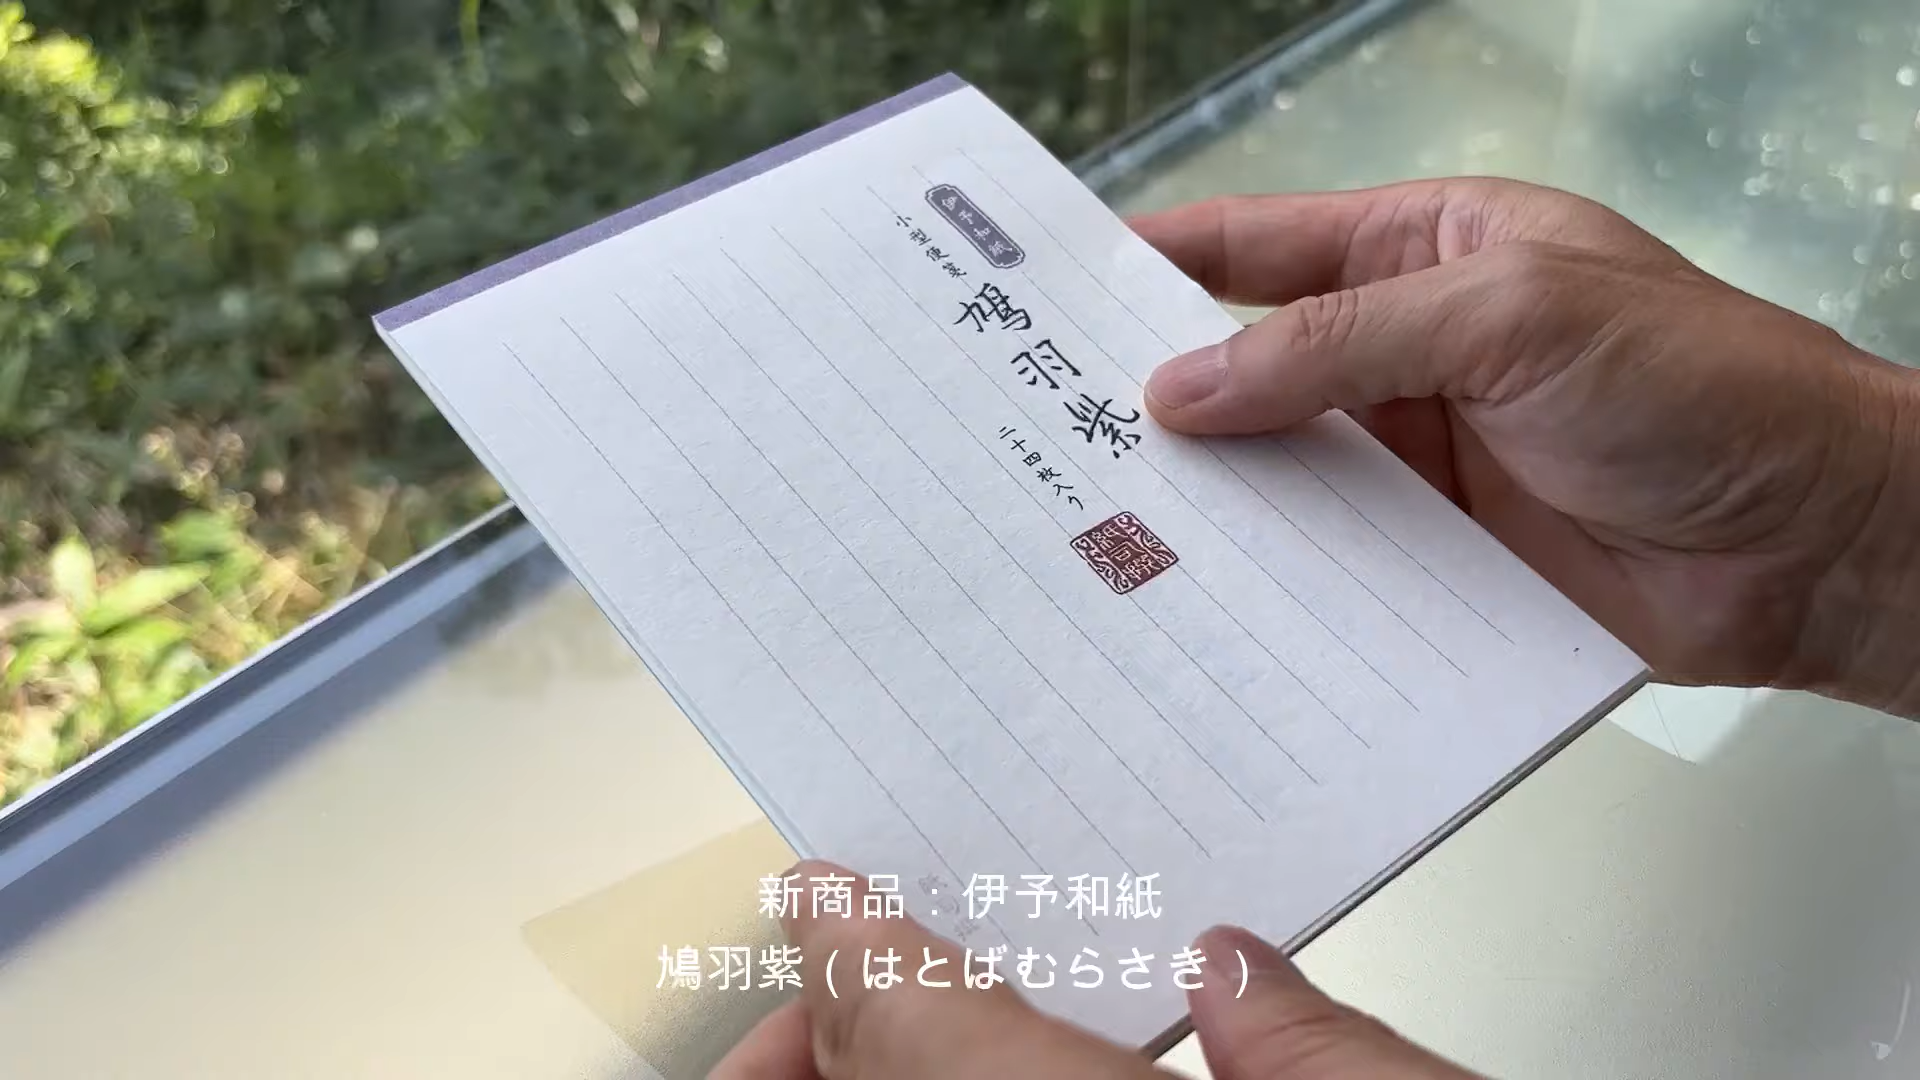 伊予和紙
小型便箋
鳩羽紫
二十四枚入り
新商品：伊予和紙
鳩羽紫（はとばむらさき）